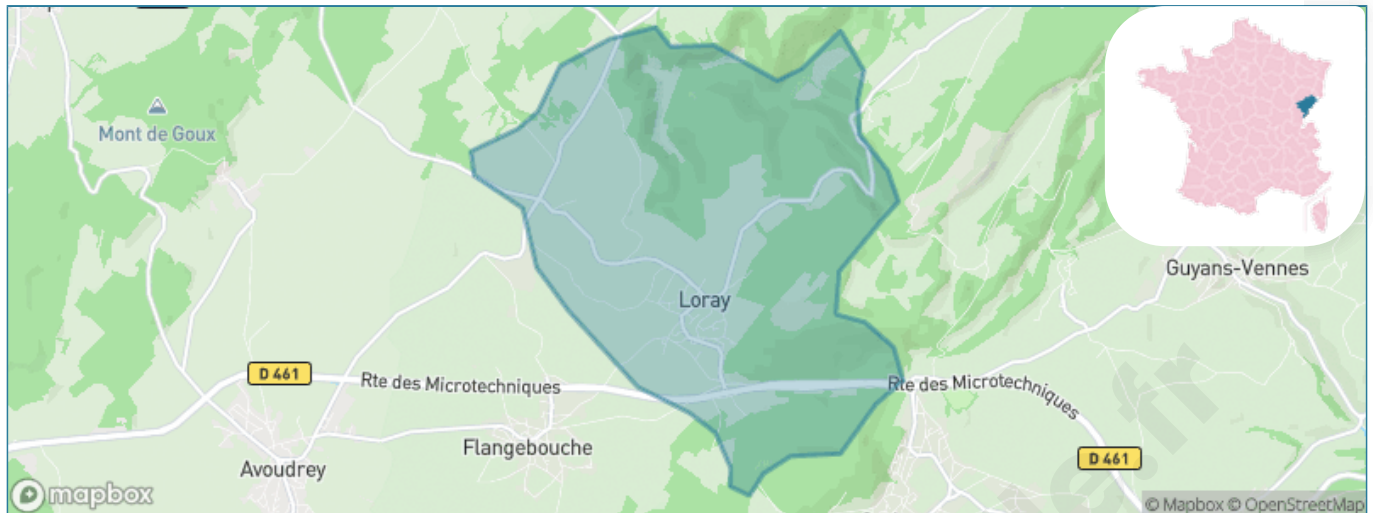 Mont de Goux
Guyans-Vennes
Loray
D 461
Rte des Microtechniques
Rte des Microtechniques
Flangebouche
D 461
Avoudrey
mapbox
© Mapbox © OpenStreetMap